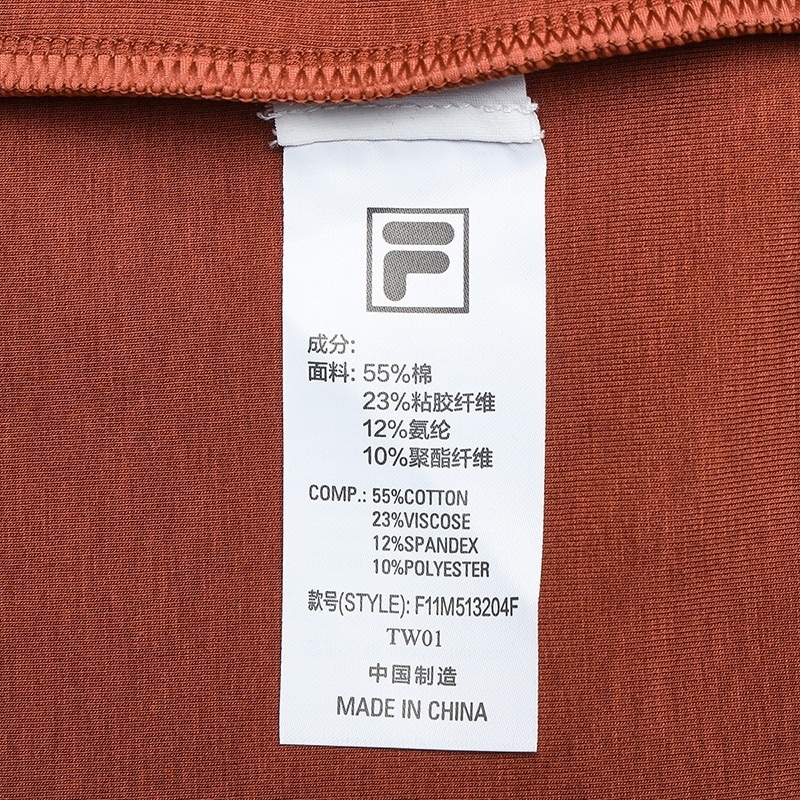 F
成分:
面料: 55%棉
23%粘胶纤维
12%氨纶
10%聚酯纤维
COMP.: 55%COTTON
23%VISCOSE
12%SPANDEX
10%POLYESTER
款号(STYLE): F11M513204F
TW01
中国制造
MADE IN CHINA